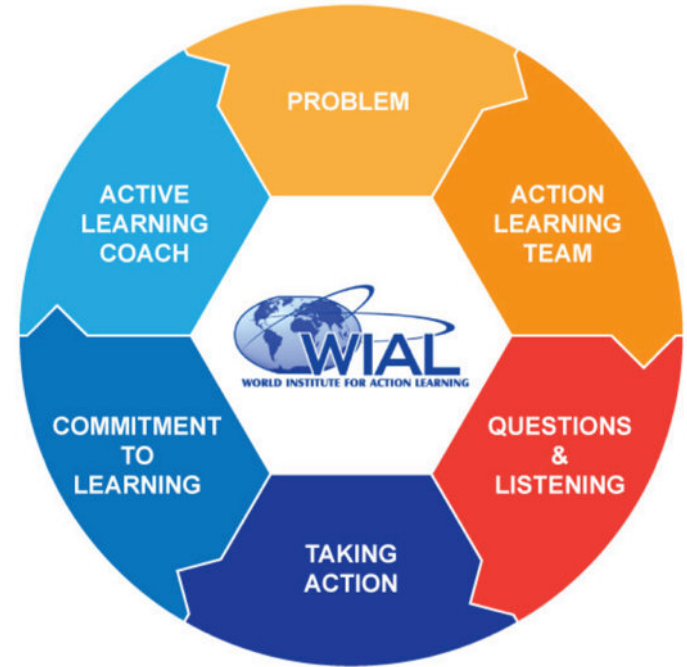 PROBLEM
ACTION
LEARNING
TEAM
QUESTIONS
&
LISTENING
TAKING
ACTION
COMMITMENT
TO
LEARNING
ACTIVE
LEARNING
COACH
WIAL
WORLD INSTITUTE FOR ACTION LEARNING